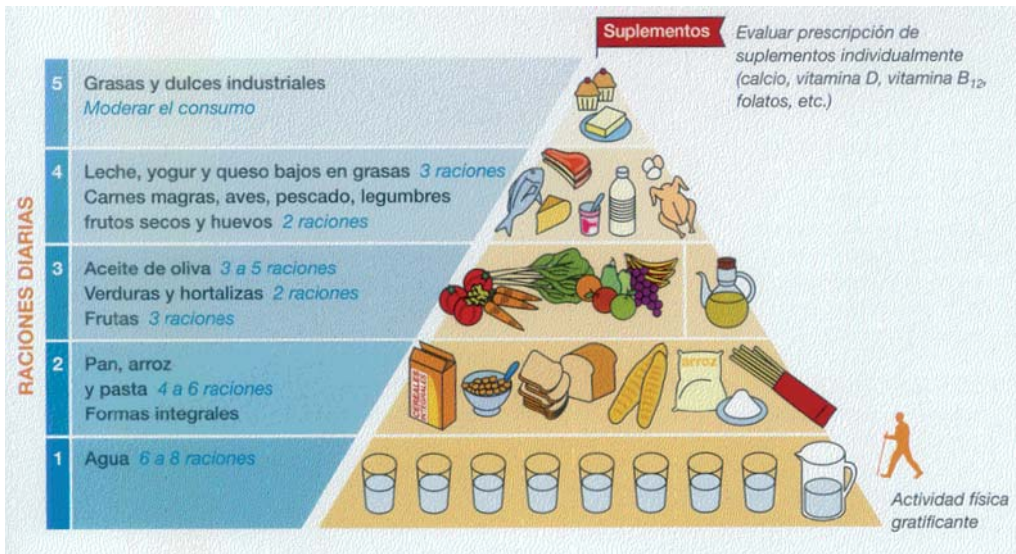 Suplementos
Evaluar prescripción de
suplementos individualmente
(calcio, vitamina D, vitamina B12,
folatos, etc.)
RACIONES DIARIAS
5
Grasas y dulces industriales
Moderar el consumo
4
Leche, yogur y queso bajos en grasas 3 raciones
Carnes magras, aves, pescado, legumbres
frutos secos y huevos 2 raciones
3
Aceite de oliva 3 a 5 raciones
Verduras y hortalizas 2 raciones
Frutas 3 raciones
2
Pan, arroz
y pasta 4 a 6 raciones
Formas integrales
CEREALES
INTEGRALES
arroz
1
Agua 6 a 8 raciones
Actividad física
gratificante